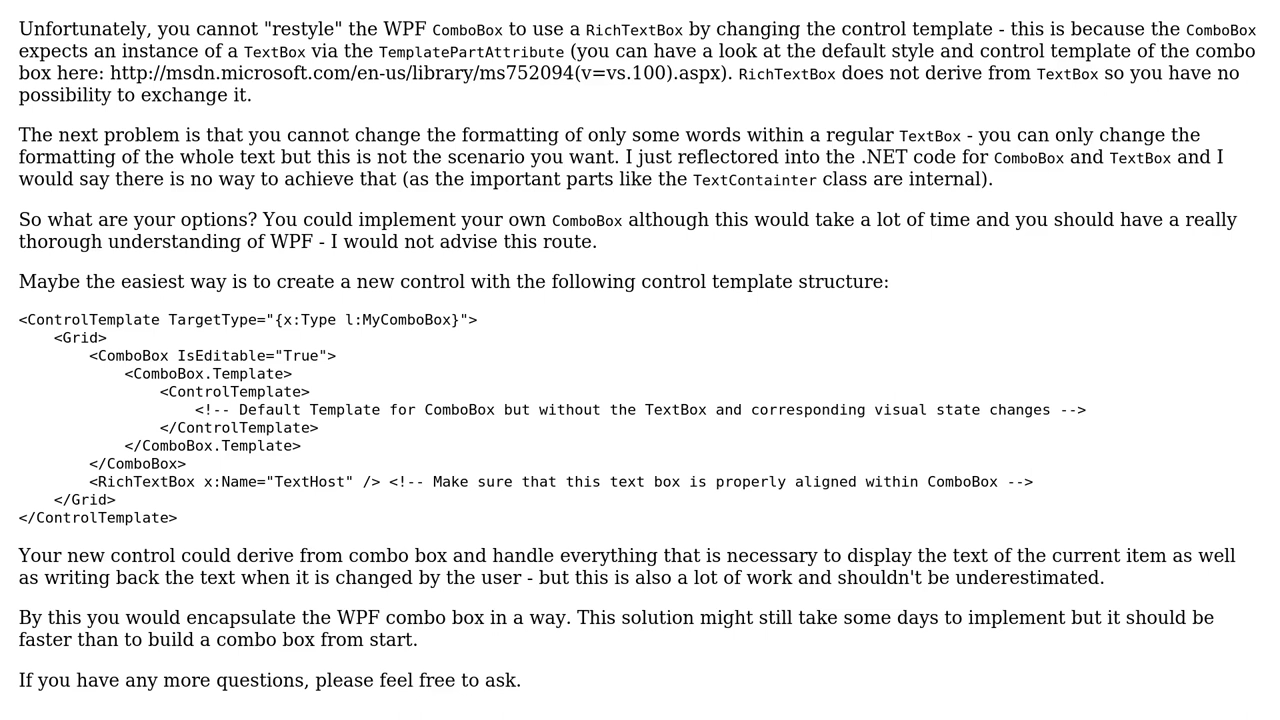 Unfortunately, you cannot "restyle" the WPF ComboBox to use a RichTextBox by changing the control template - this is because the ComboBox
expects an instance of a TextBox via the TemplatePartAttribute (you can have a look at the default style and control template of the combo
box here: http://msdn.microsoft.com/en-us/library/ms752094(v=vs.100).aspx). RichTextBox does not derive from TextBox so you have no
possibility to exchange it.
The next problem is that you cannot change the formatting of only some words within a regular TextBox - you can only change the
formatting of the whole text but this is not the scenario you want. I just reflectored into the .NET code for ComboBox and TextBox and I
would say there is no way to achieve that (as the important parts like the TextContainter class are internal).
So what are your options? You could implement your own ComboBox although this would take a lot of time and you should have a really
thorough understanding of WPF - I would not advise this route.
Maybe the easiest way is to create a new control with the following control template structure:
<ControlTemplate TargetType="{x:Type l:MyComboBox}">
    <Grid>
        <ComboBox IsEditable="True">
            <ComboBox.Template>
                <ControlTemplate>
                    <!-- Default Template for ComboBox but without the TextBox and corresponding visual state changes -->
                </ControlTemplate>
            </ComboBox.Template>
        </ComboBox>
        <RichTextBox x:Name="TextHost" /> <!-- Make sure that this text box is properly aligned within ComboBox -->
    </Grid>
</ControlTemplate>
Your new control could derive from combo box and handle everything that is necessary to display the text of the current item as well
as writing back the text when it is changed by the user - but this is also a lot of work and shouldn't be underestimated.
By this you would encapsulate the WPF combo box in a way. This solution might still take some days to implement but it should be
faster than to build a combo box from start.
If you have any more questions, please feel free to ask.